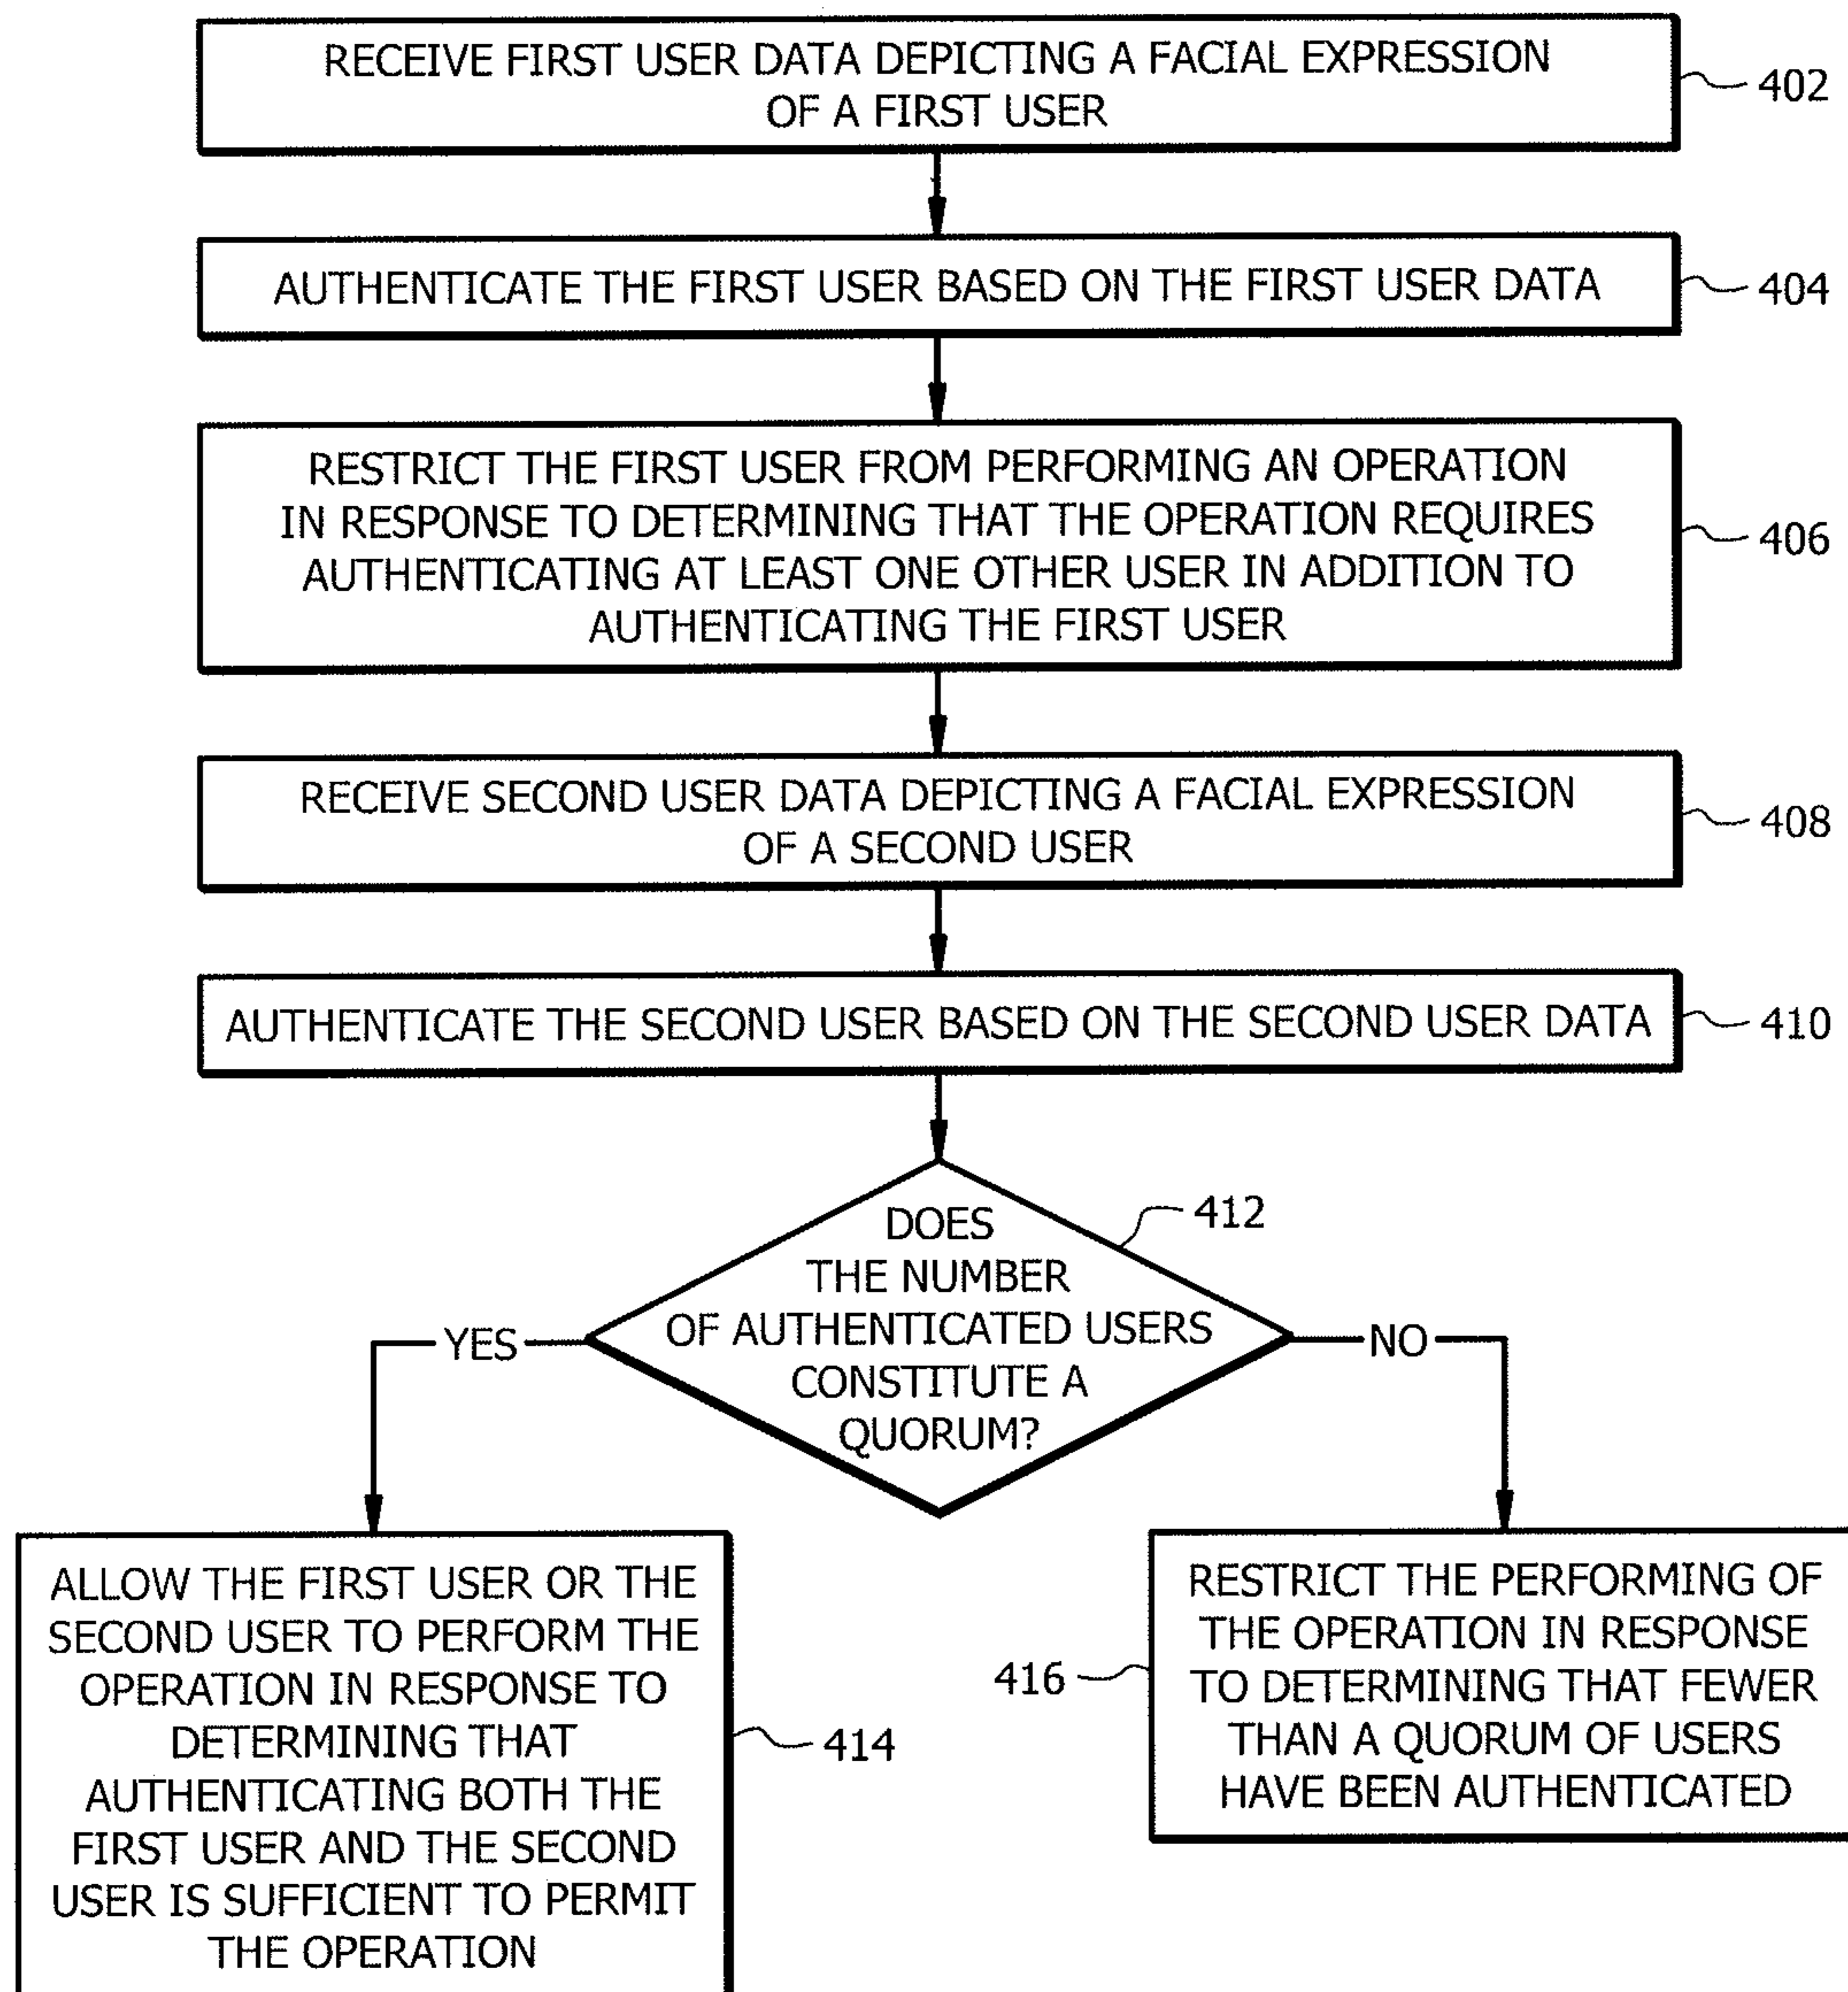 RECEIVE FIRST USER DATA DEPICTING A FACIAL EXPRESSION
OF A FIRST USER
402
AUTHENTICATE THE FIRST USER BASED ON THE FIRST USER DATA
404
RESTRICT THE FIRST USER FROM PERFORMING AN OPERATION
IN RESPONSE TO DETERMINING THAT THE OPERATION REQUIRES
AUTHENTICATING AT LEAST ONE OTHER USER IN ADDITION TO
AUTHENTICATING THE FIRST USER
406
RECEIVE SECOND USER DATA DEPICTING A FACIAL EXPRESSION
OF A SECOND USER
408
AUTHENTICATE THE SECOND USER BASED ON THE SECOND USER DATA
410
DOES
THE NUMBER
OF AUTHENTICATED USERS
CONSTITUTE A
QUORUM?
412
YES
NO
ALLOW THE FIRST USER OR THE
SECOND USER TO PERFORM THE
OPERATION IN RESPONSE TO
DETERMINING THAT
AUTHENTICATING BOTH THE
FIRST USER AND THE SECOND
USER IS SUFFICIENT TO PERMIT
THE OPERATION
414
RESTRICT THE PERFORMING OF
THE OPERATION IN RESPONSE
TO DETERMINING THAT FEWER
THAN A QUORUM OF USERS
HAVE BEEN AUTHENTICATED
416